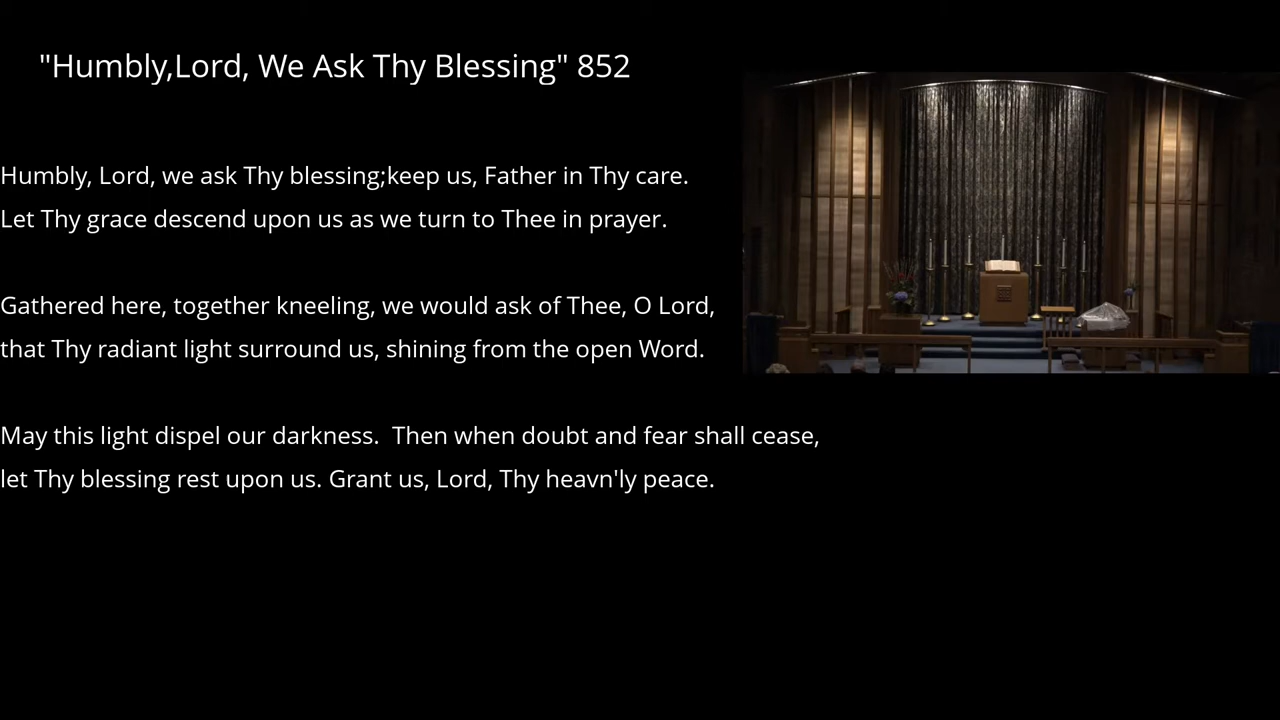 "Humbly,Lord, We Ask Thy Blessing" 852
Humbly, Lord, we ask Thy blessing;keep us, Father in Thy care.
Let Thy grace descend upon us as we turn to Thee in prayer.
Gathered here, together kneeling, we would ask of Thee, O Lord,
that Thy radiant light surround us, shining from the open Word.
May this light dispel our darkness.  Then when doubt and fear shall cease,
let Thy blessing rest upon us. Grant us, Lord, Thy heavn'ly peace.